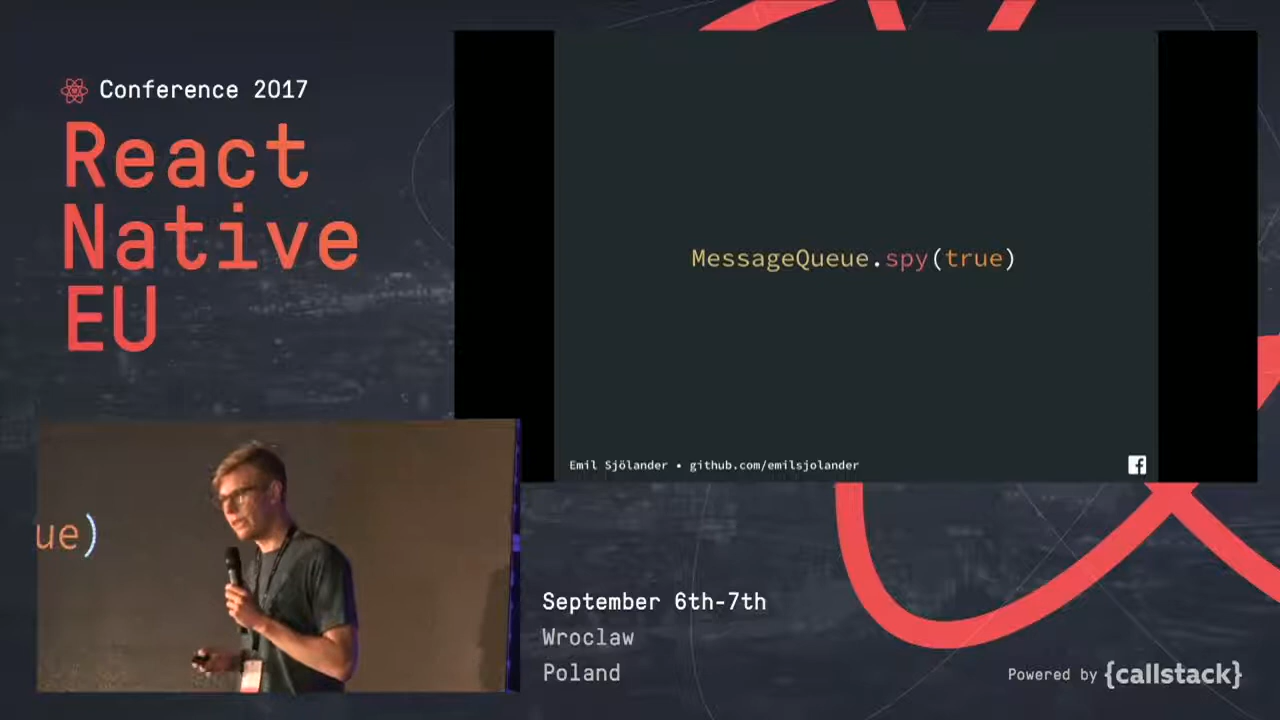 Conference 2017
React
Native
EU
MessageQueue.spy(true)
Emil Sjölander • github.com/emilsjolander
ue)
September 6th-7th
Wroclaw
Poland
Powered by {callstack}